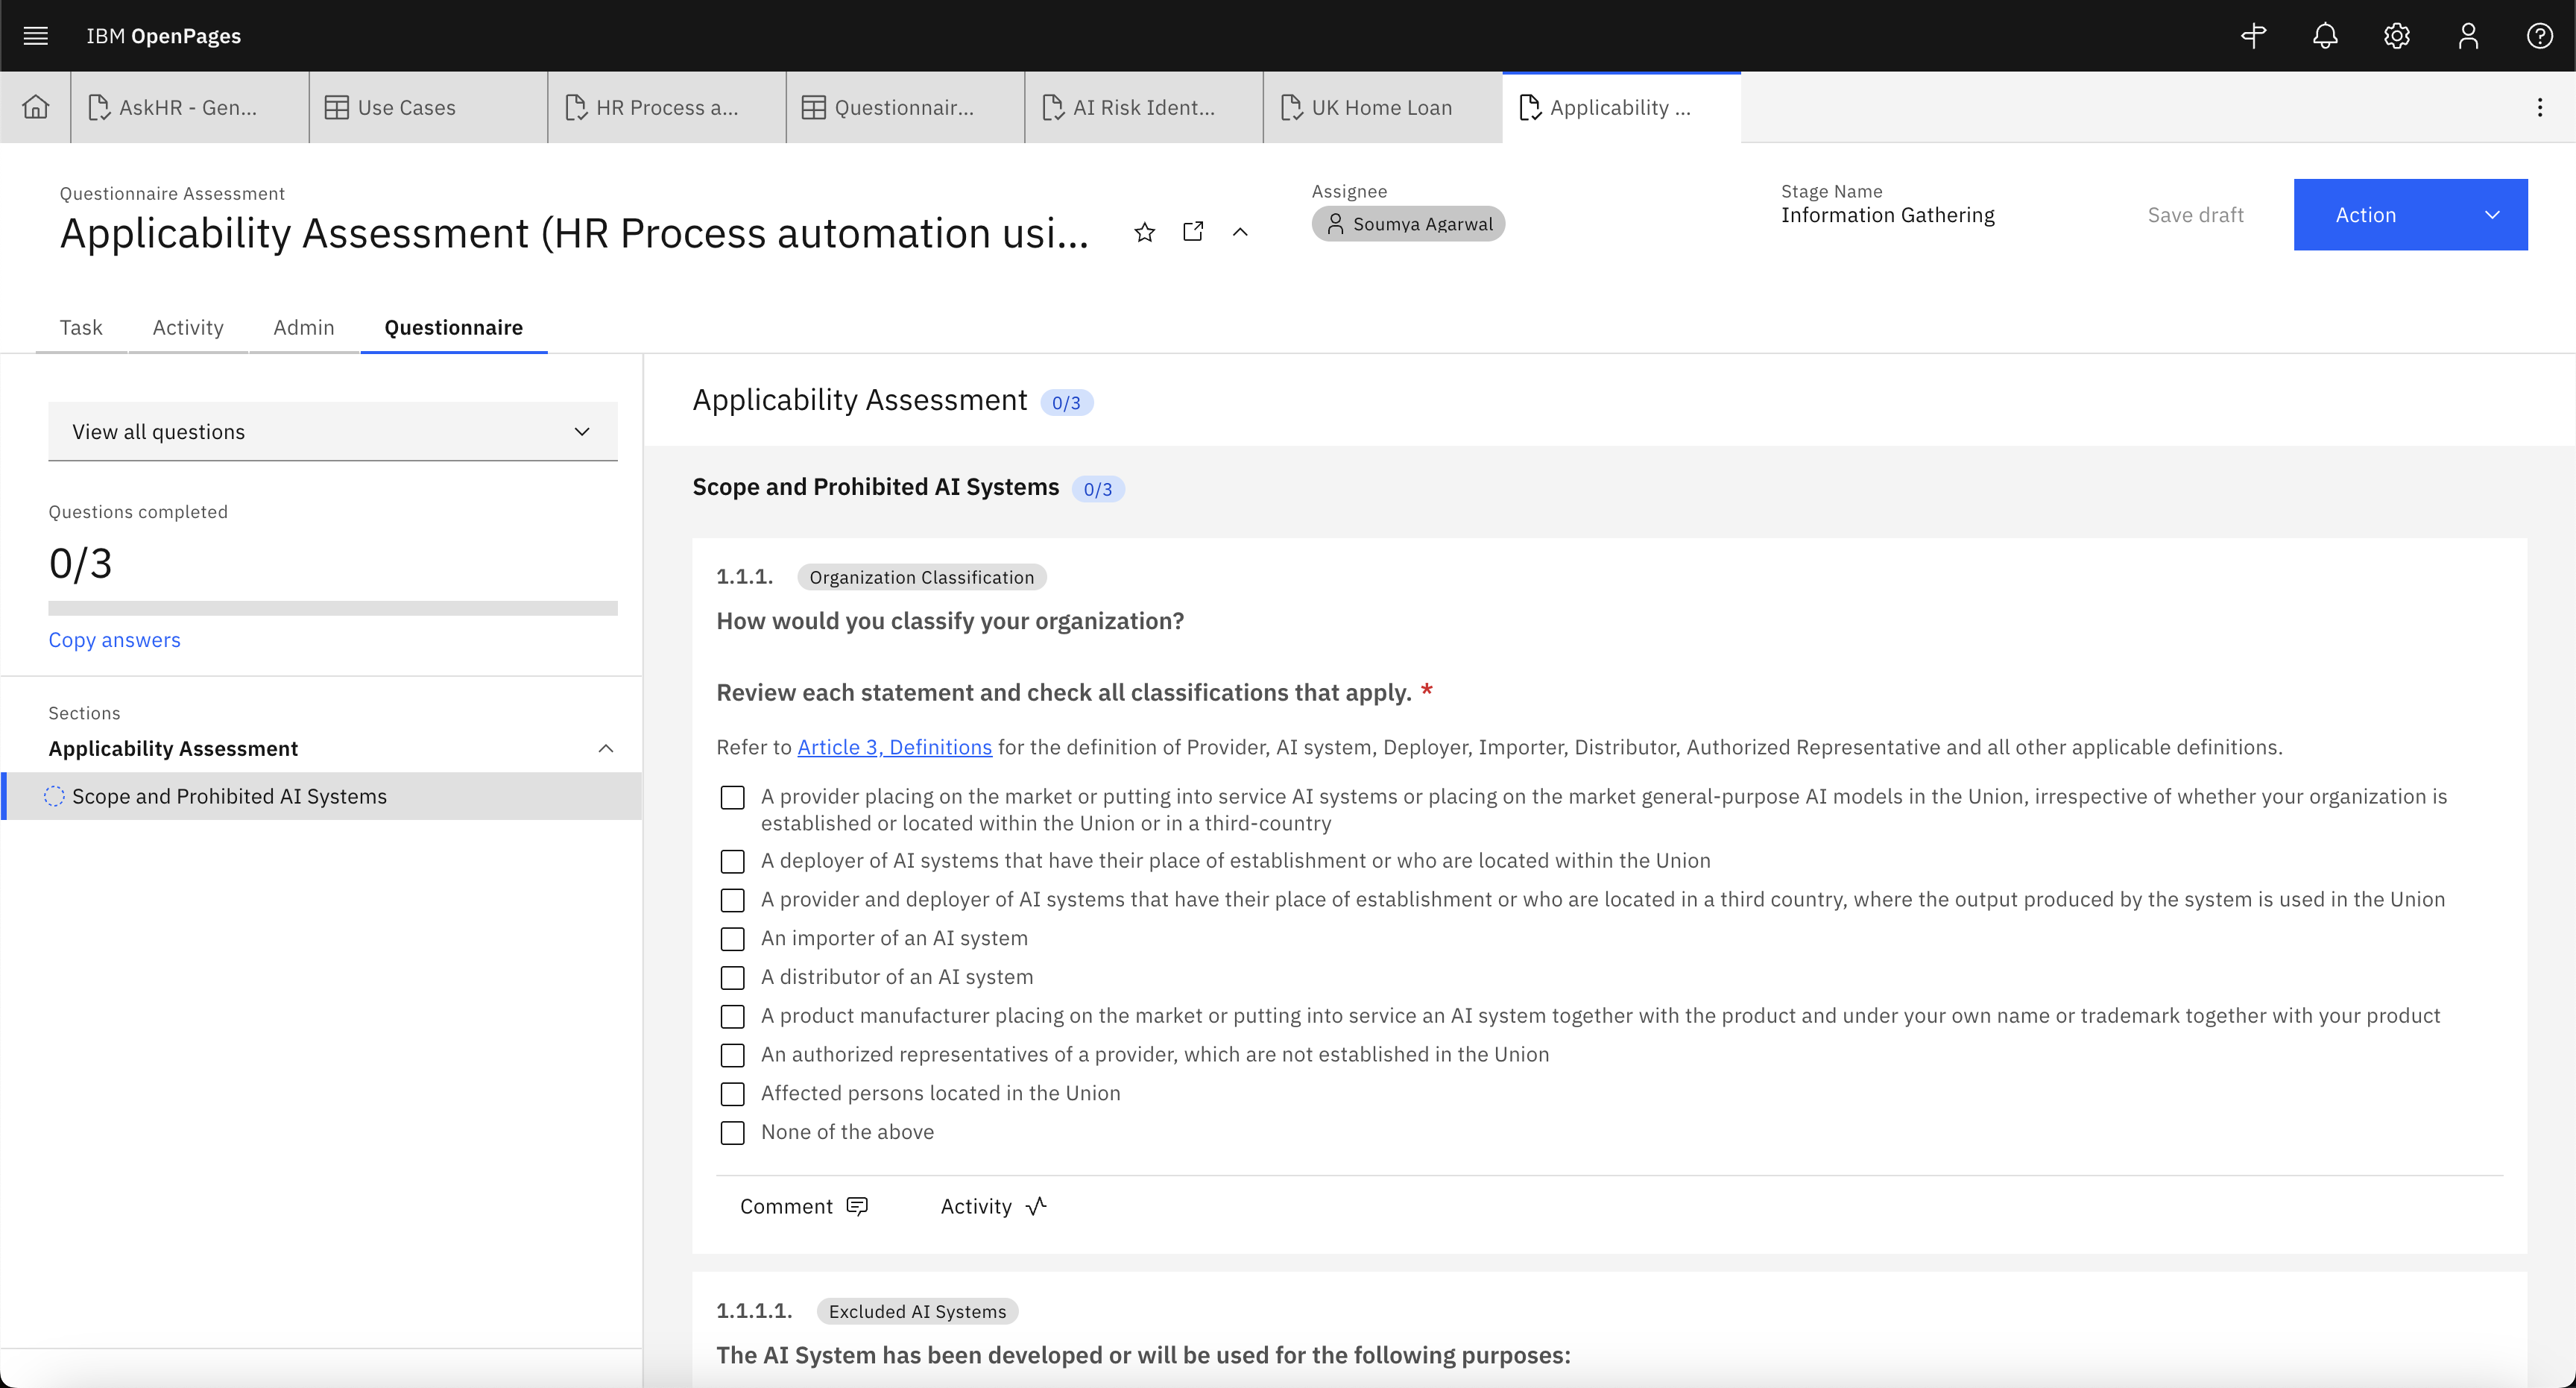 IBM OpenPages
AskHR - Gen...
Use Cases
HR Process a...
Questionnair...
AI Risk Ident...
UK Home Loan
Applicability ...
Questionnaire Assessment
Applicability Assessment (HR Process automation usi...
Assignee
Soumya Agarwal
Stage Name
Information Gathering
Save draft
Action
Task
Activity
Admin
Questionnaire
View all questions
Questions completed
0/3
Copy answers
Sections
Applicability Assessment
Scope and Prohibited AI Systems
Applicability Assessment 0/3
Scope and Prohibited AI Systems 0/3
1.1.1. Organization Classification
How would you classify your organization?
Review each statement and check all classifications that apply. *
Refer to Article 3, Definitions for the definition of Provider, AI system, Deployer, Importer, Distributor, Authorized Representative and all other applicable definitions.
A provider placing on the market or putting into service AI systems or placing on the market general-purpose AI models in the Union, irrespective of whether your organization is
established or located within the Union or in a third-country
A deployer of AI systems that have their place of establishment or who are located within the Union
A provider and deployer of AI systems that have their place of establishment or who are located in a third country, where the output produced by the system is used in the Union
An importer of an AI system
A distributor of an AI system
A product manufacturer placing on the market or putting into service an AI system together with the product and under your own name or trademark together with your product
An authorized representatives of a provider, which are not established in the Union
Affected persons located in the Union
None of the above
Comment
Activity
1.1.1.1. Excluded AI Systems
The AI System has been developed or will be used for the following purposes: